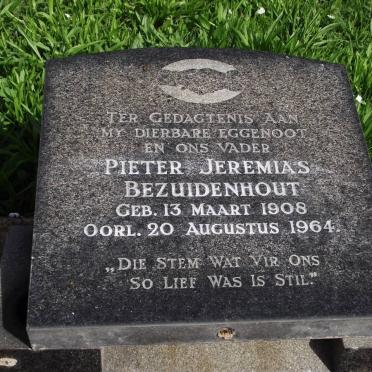 TER GEDAGTENIS AAN
MY DIERBARE EGGENOOT
EN ONS VADER
PIETER JEREMIAS
BEZUIDENHOUT
GEB. 13 MAART 1908
OORL. 20 AUGUSTUS 1964.
„DIE STEM WAT VIR ONS
SO LIEF WAS IS STIL."